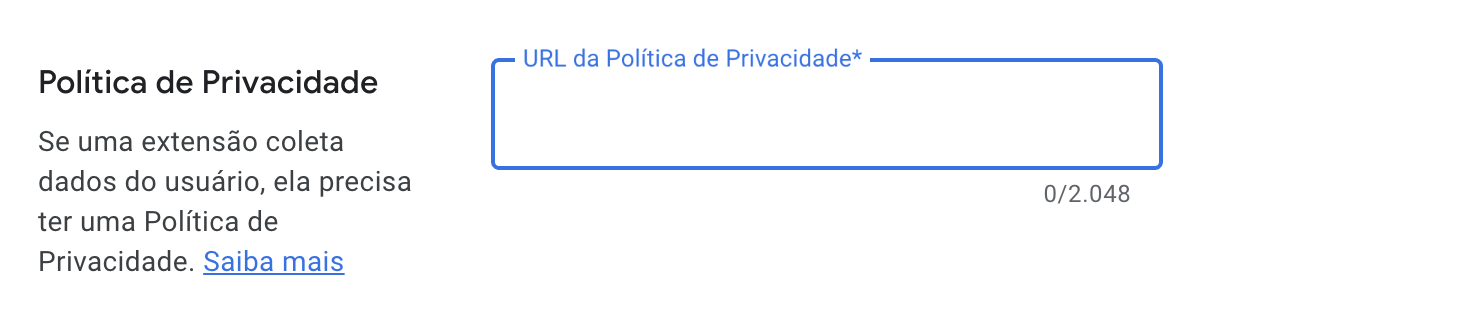 URL da Política de Privacidade*
Política de Privacidade
Se uma extensão coleta
dados do usuário, ela precisa
ter uma Política de
Privacidade. Saiba mais
0/2.048